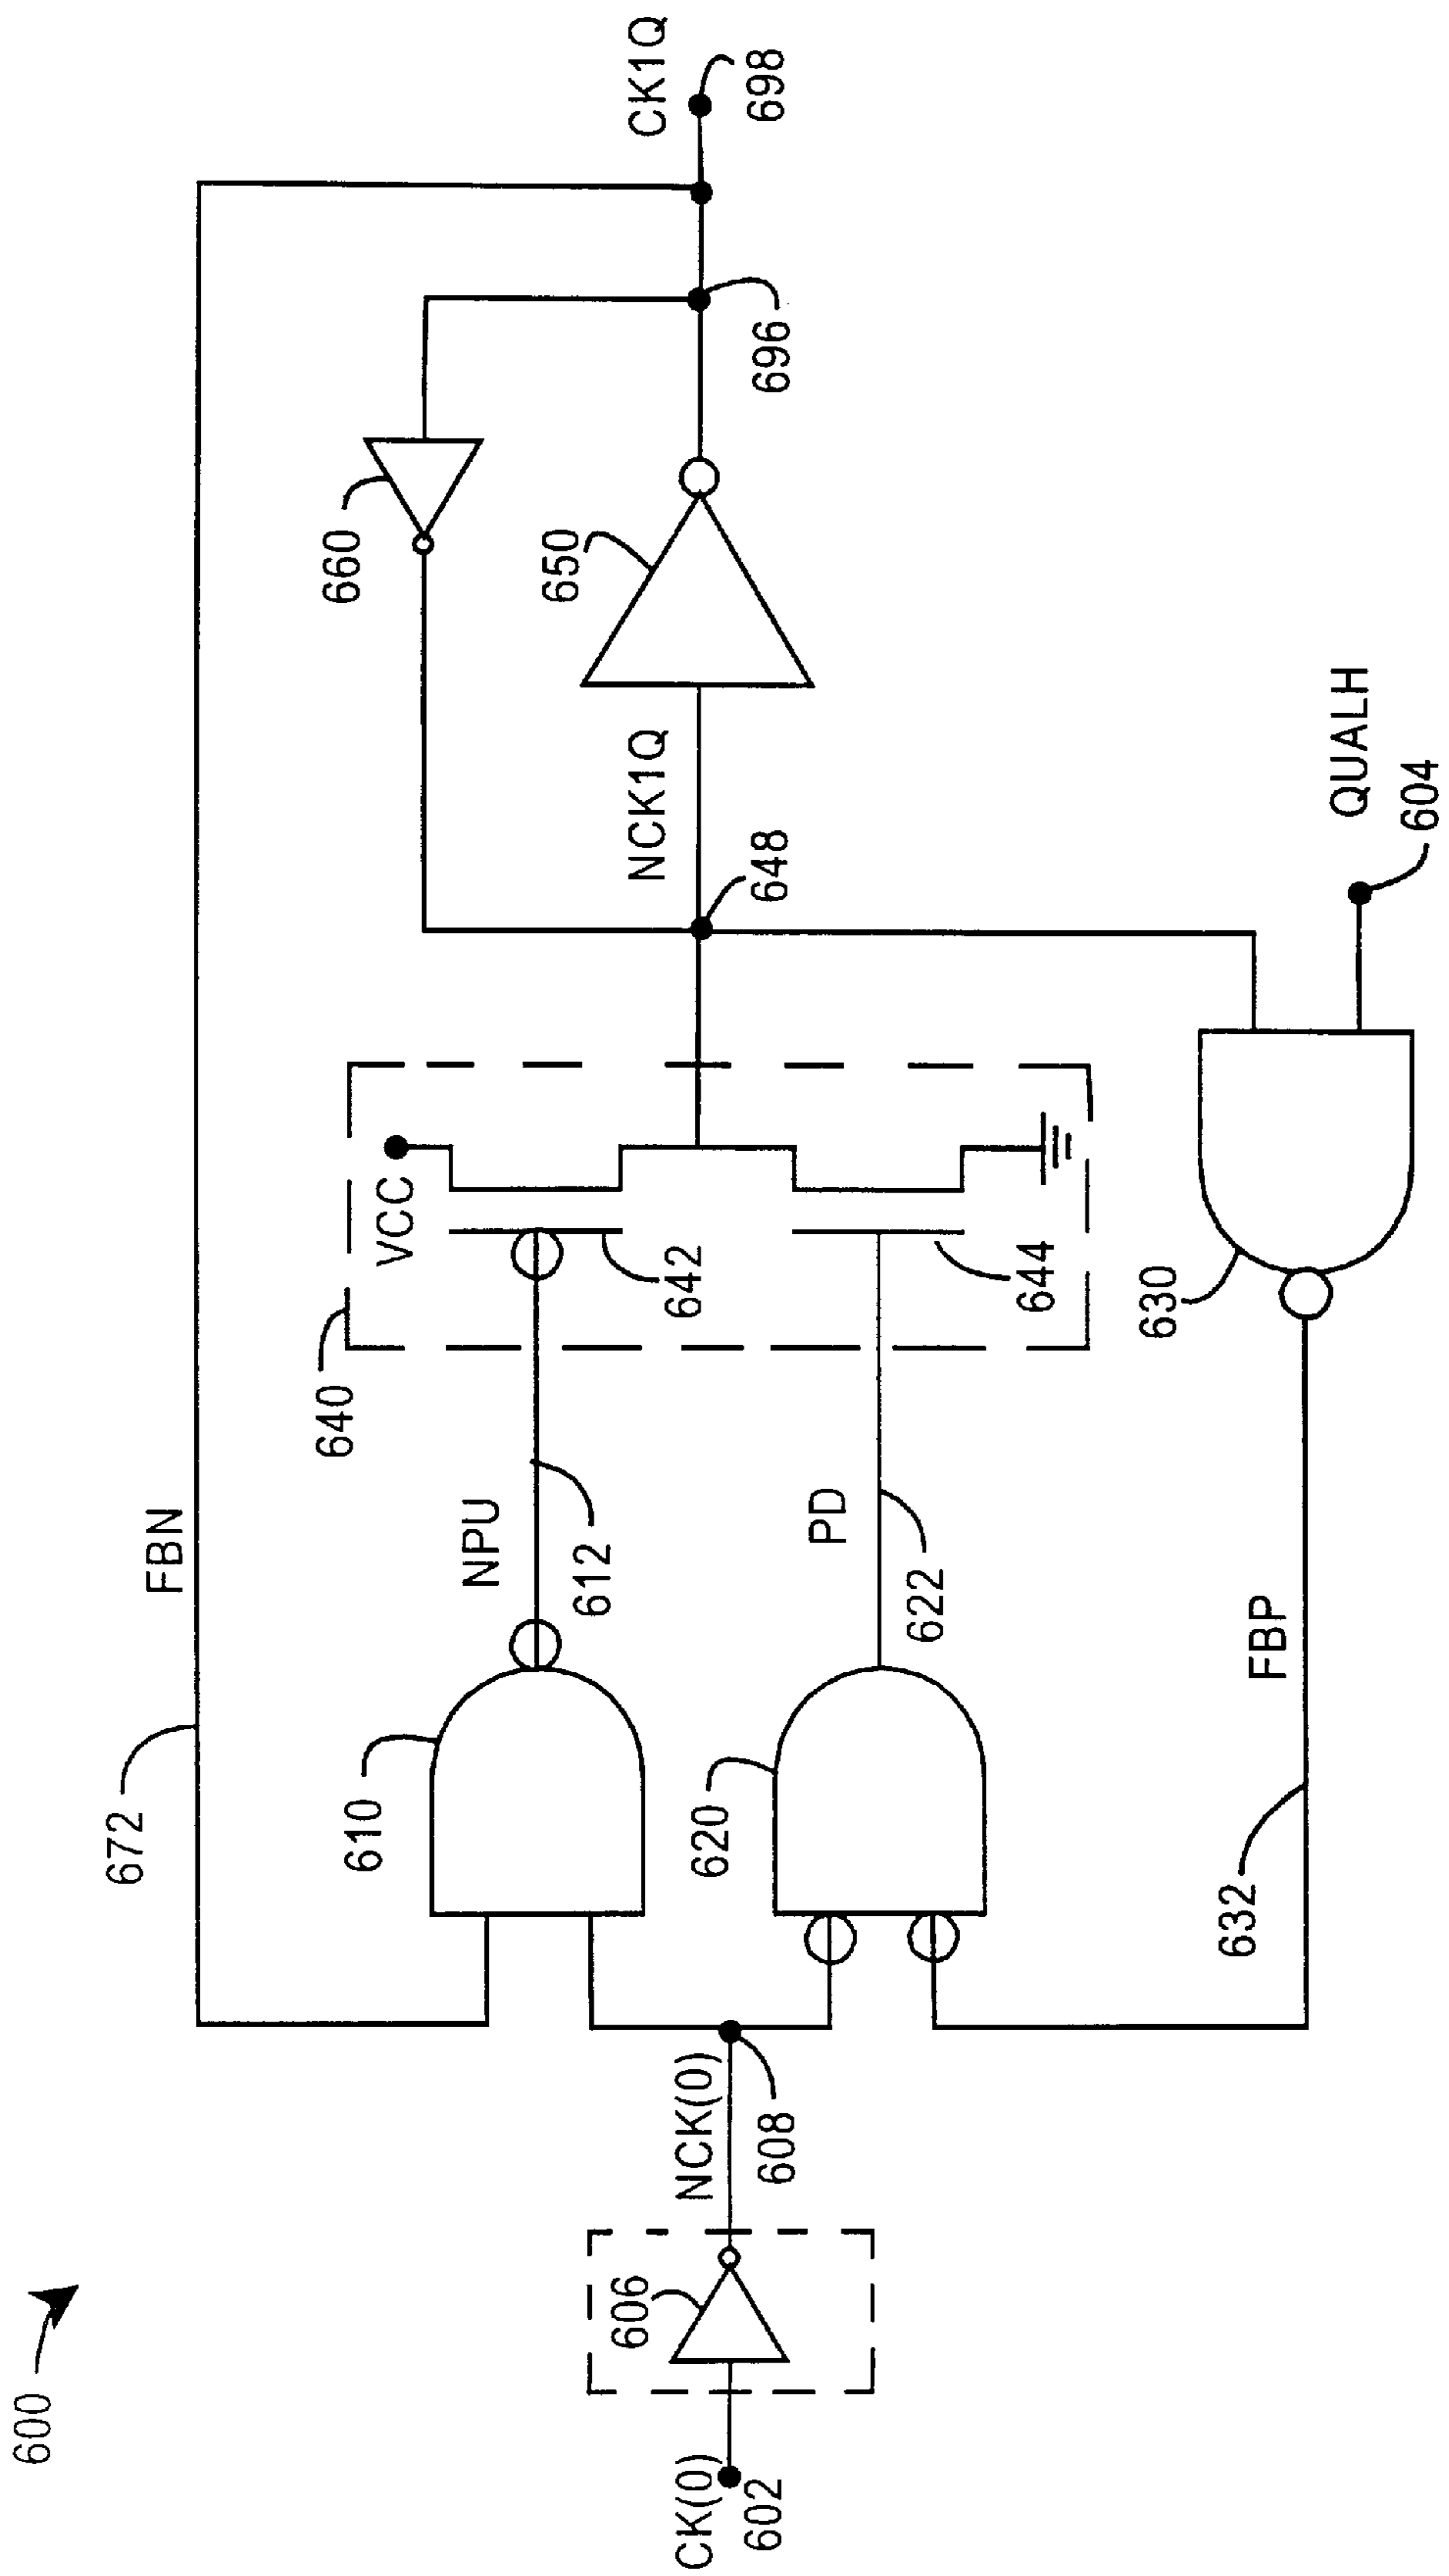 600
CK(0)
602
606
NCK(0)
608
672
FBN
610
NPU
612
620
PD
622
632
FBP
640
VCC
642
644
630
648
NCK1Q
650
660
QUALH
604
696
CK1Q
698